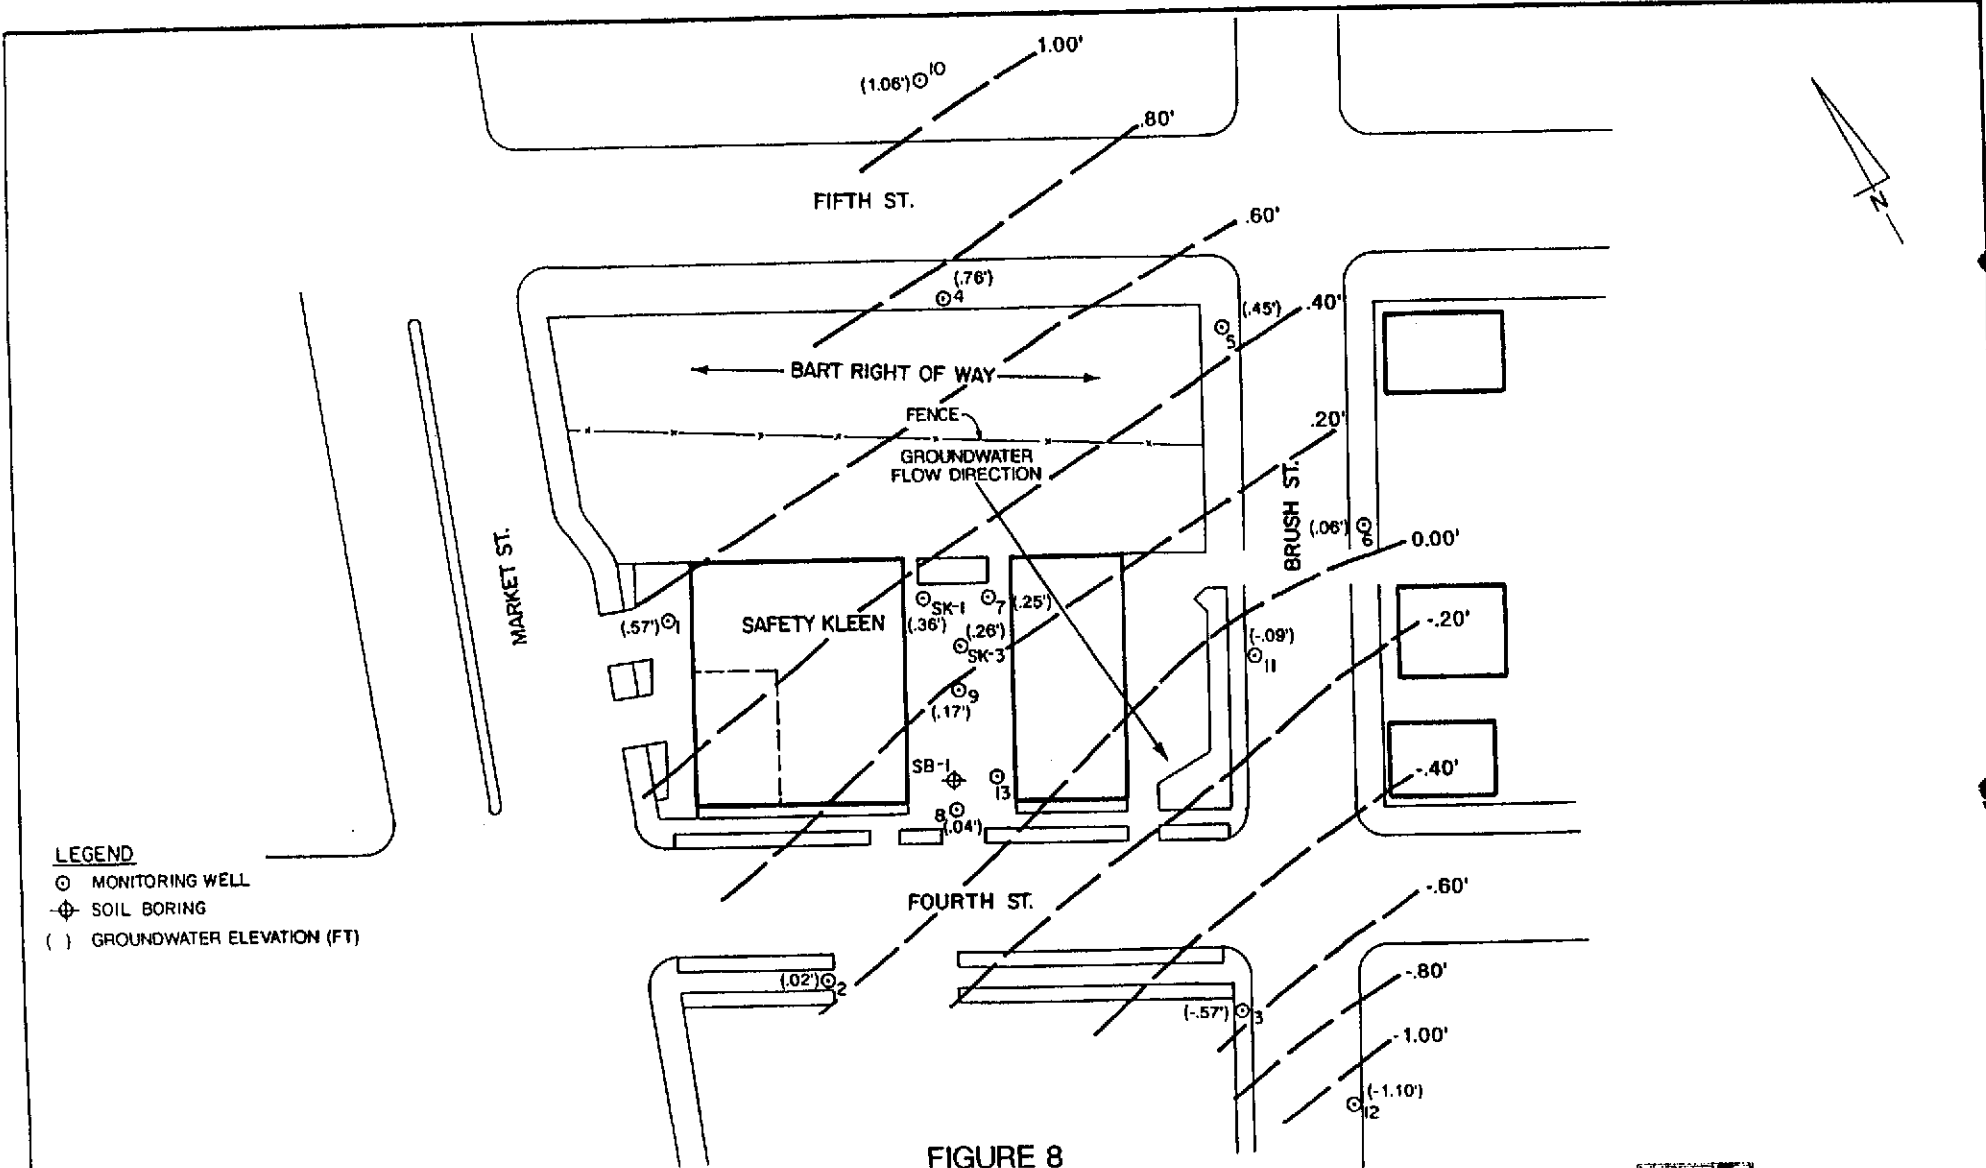 1.00'
(1.06') 10
.80'
FIFTH ST.
.60'
N
(.76')
4
(.45')
5
.40'
BART RIGHT OF WAY
FENCE
.20'
GROUNDWATER
FLOW DIRECTION
BRUSH ST.
(.06')
6
0.00'
MARKET ST.
SAFETY KLEEN
(.57') 1
SK-1
(.36')
7 (.25')
(.26')
SK-3
9
(.17')
(-.09')
11
-.20'
SB-1
13
8
(.04')
-.40'
LEGEND
MONITORING WELL
SOIL BORING
( ) GROUNDWATER ELEVATION (FT)
FOURTH ST.
-.60'
(.02') 2
-.80'
(-.57') 3
-1.00'
(-1.10')
12
FIGURE 8